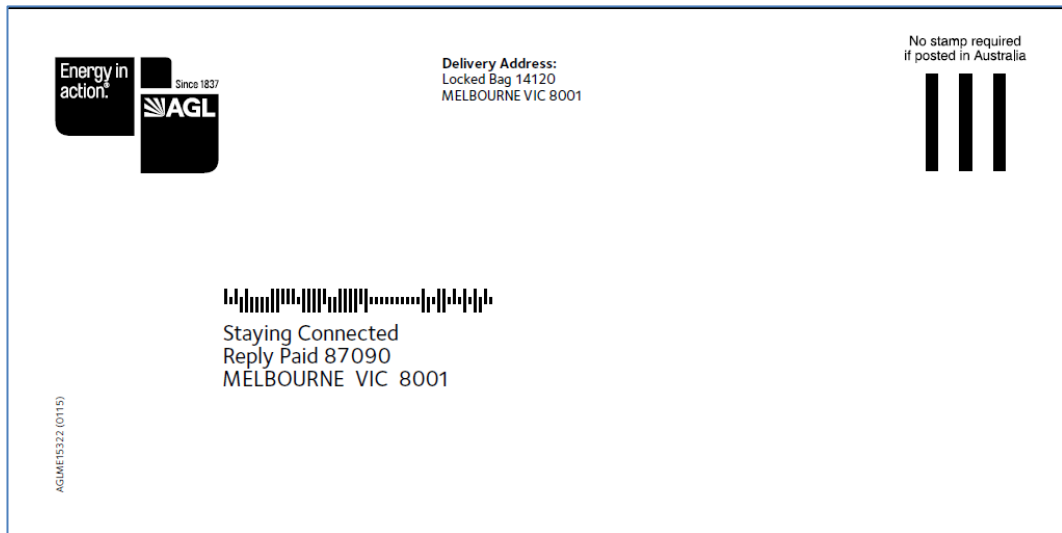 Energy in
action.®
Since 1837
AGL
Delivery Address:
Locked Bag 14120
MELBOURNE VIC 8001
No stamp required
if posted in Australia
Staying Connected
Reply Paid 87090
MELBOURNE VIC 8001
AGLME15322 (0115)